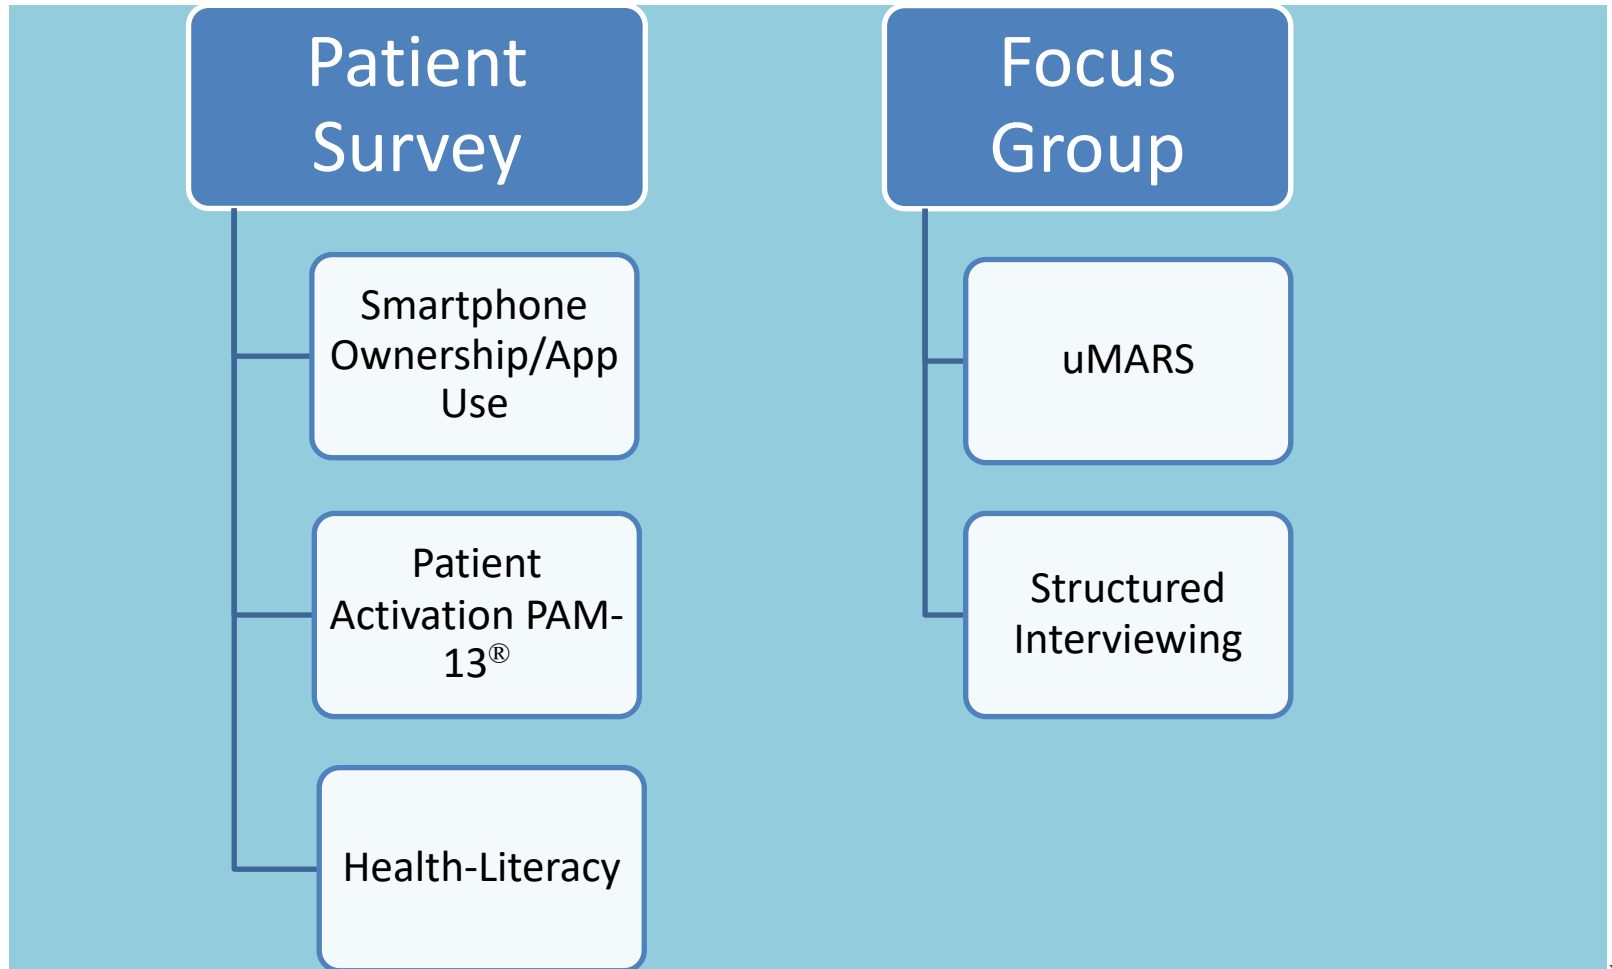 Patient
Survey
Smartphone
Ownership/App
Use
Patient
Activation PAM-
13®
Health-Literacy
Focus
Group
uMARS
Structured
Interviewing